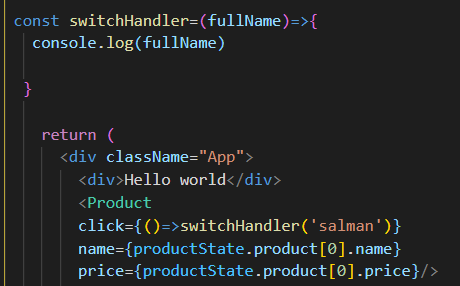 const switchHandler=(fullName)=>{
console.log(fullName)
}
return (
<div className="App">
<div>Hello world</div>
<Product
click={()=>switchHandler('salman')}
name={productState.product[0].name}
price={productState.product[0].price}/>